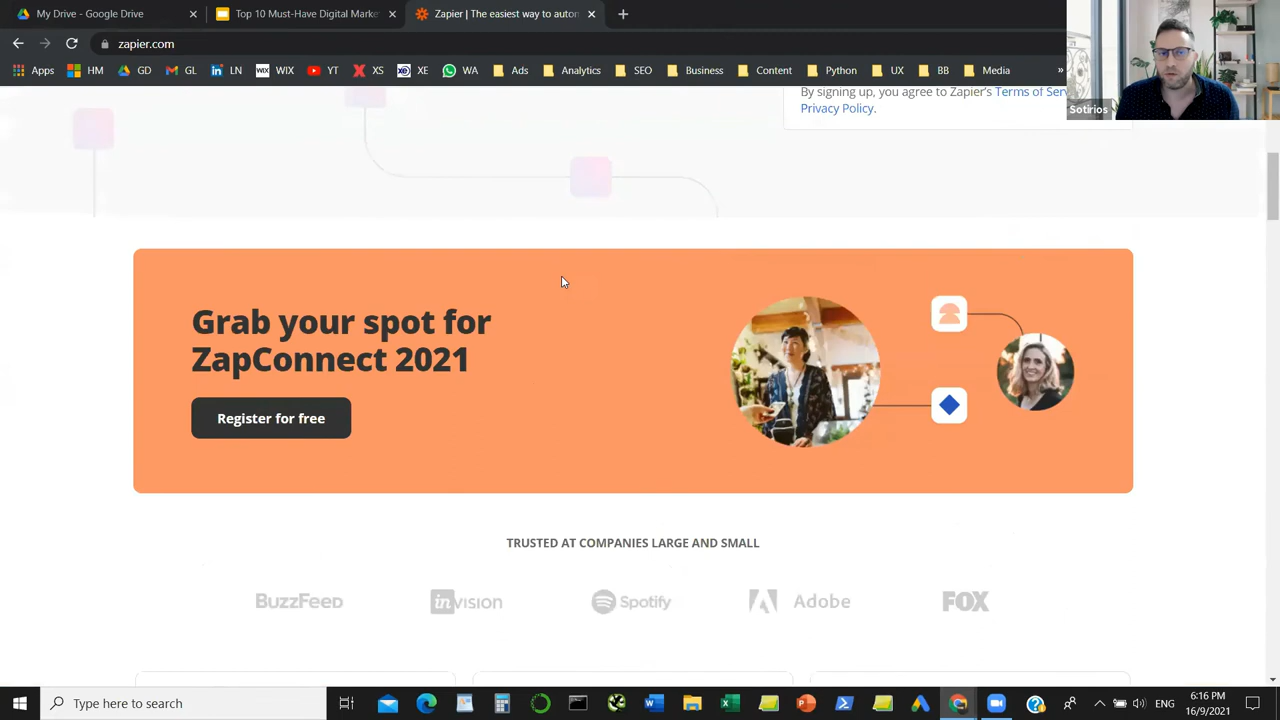 My Drive - Google Drive
Top 10 Must-Have Digital Market
Zapier | The easiest way to auton
zapier.com
Apps
HM
GD
GL
LN
WIX
WIX
YT
XS
XE
WA
Adv
Analytics
SEO
Business
Content
Python
UX
BB
Media
»
By signing up, you agree to Zapier's Terms of Serv
Privacy Policy.
Sotirios
Grab your spot for
ZapConnect 2021
Register for free
TRUSTED AT COMPANIES LARGE AND SMALL
BuzzFeed
invision
Spotify
Adobe
FOX
Type here to search
ENG
6:16 PM
16/9/2021